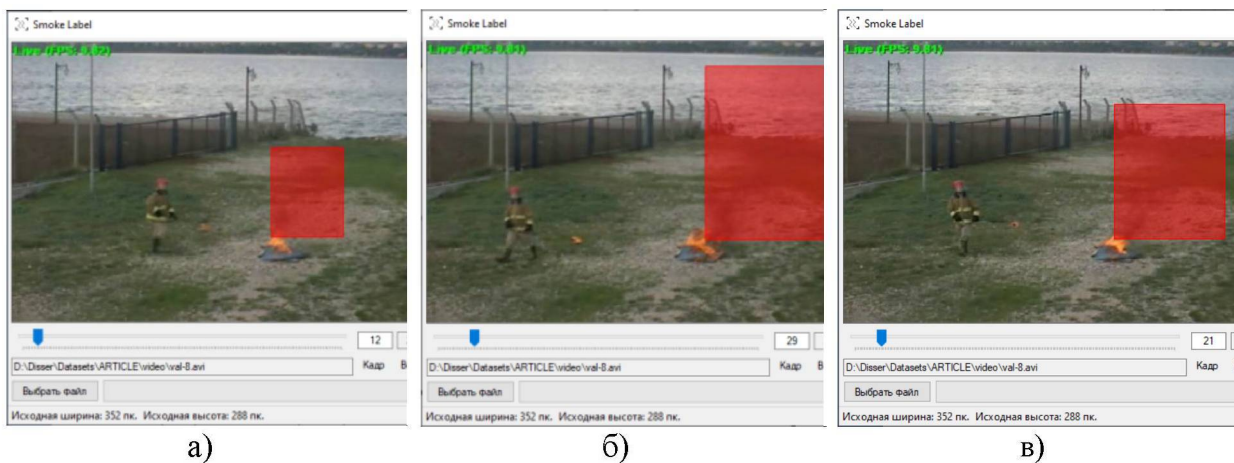 Smoke Label
Live (FPS: 9.82)
12
D:\Disser\Datasets\ARTICLE\video\val-8.avi
Кадр
Выбрать файл
Исходная ширина: 352 пк. Исходная высота: 288 пк.
а)
Smoke Label
Live (FPS: 9.81)
29
D:\Disser\Datasets\ARTICLE\video\val-8.avi
Кадр
В
Выбрать файл
Исходная ширина: 352 пк. Исходная высота: 288 пк.
б)
Smoke Label
Live (FPS: 9.81)
21
D:\Disser\Datasets\ARTICLE\video\val-8.avi
Кадр
Выбрать файл
Исходная ширина: 352 пк. Исходная высота: 288 пк.
в)